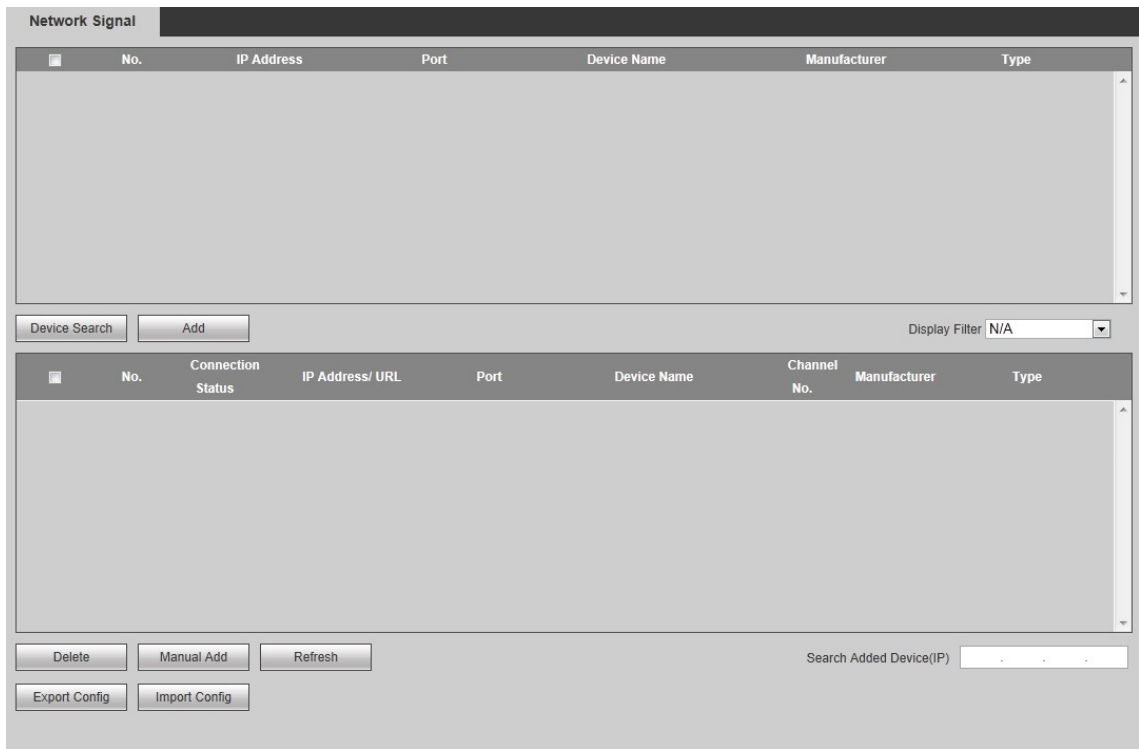 Network Signal
No. IP Address Port Device Name Manufacturer Type
Device Search Add Display Filter N/A
No. Connection Status IP Address/ URL Port Device Name Channel No. Manufacturer Type
Delete Manual Add Refresh Search Added Device(IP) . . .
Export Config Import Config